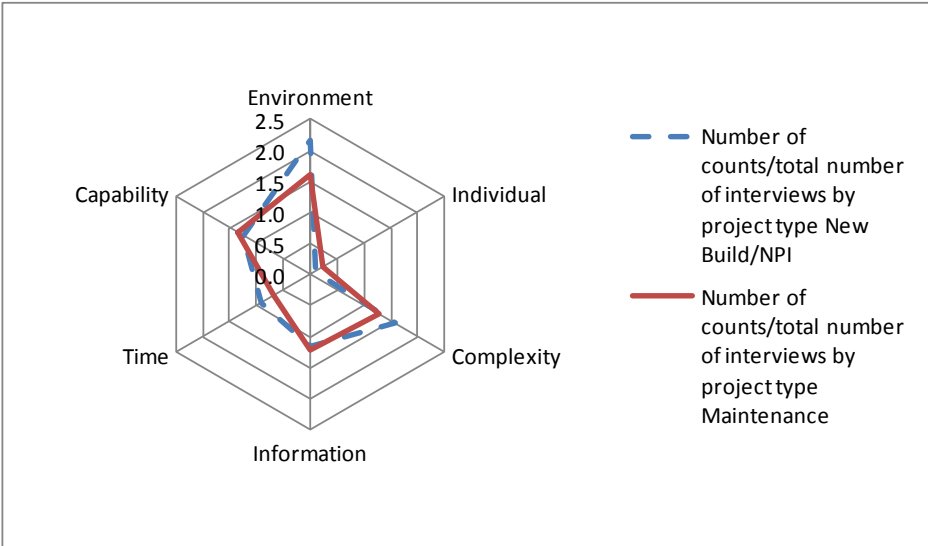 Environment
2.5
2.0
1.5
1.0
0.5
0.0
Capability
Individual
Time
Complexity
Information
Number of
counts/total number
of interviews by
project type New
Build/NPI
Number of
counts/total number
of interviews by
project type
Maintenance